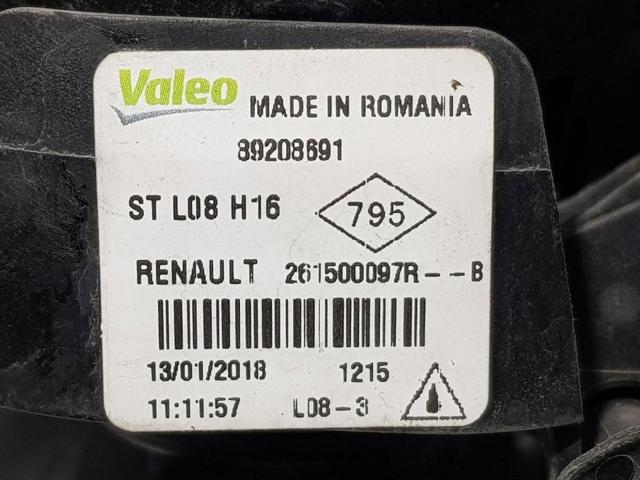 Valeo MADE IN ROMANIA
89208691
ST L08 H16 795
RENAULT 261500097R--B
13/01/2018 1215
11:11:57 L08-3